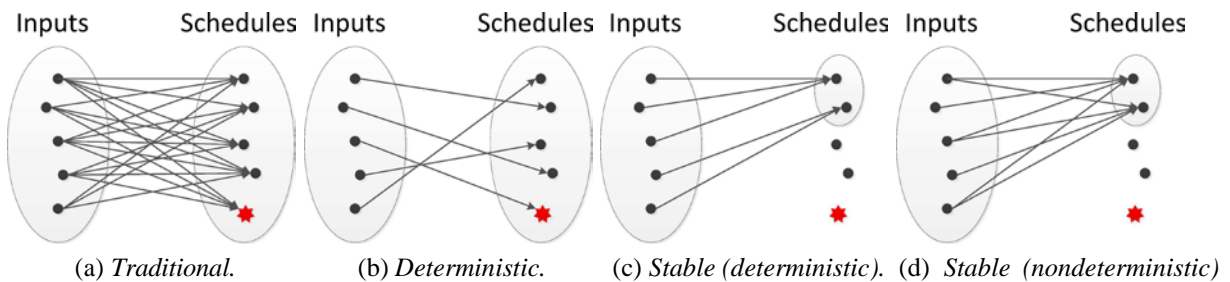 Inputs Schedules Inputs Schedules Inputs Schedules Inputs Schedules
(a) Traditional. (b) Deterministic. (c) Stable (deterministic). (d) Stable (nondeterministic)